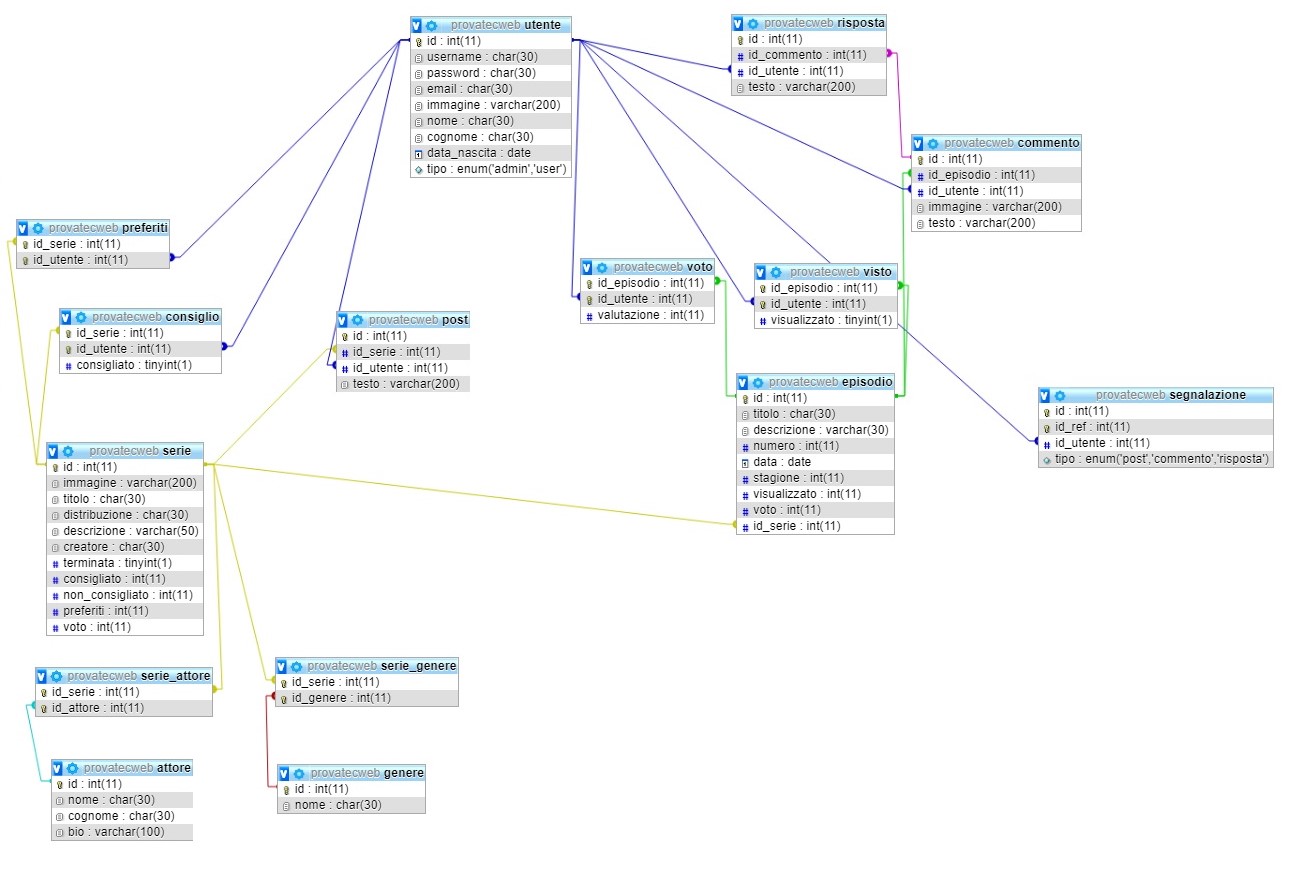 provatecweb utente
id : int(11)
username : char(30)
password : char(30)
email : char(30)
immagine : varchar(200)
nome : char(30)
cognome : char(30)
data_nascita : date
tipo : enum('admin','user')
provatecweb risposta
id : int(11)
id_commento : int(11)
id_utente : int(11)
testo : varchar(200)
provatecweb commento
id : int(11)
id_episodio : int(11)
id_utente : int(11)
immagine : varchar(200)
testo : varchar(200)
provatecweb preferiti
id_serie : int(11)
id_utente : int(11)
provatecweb voto
id_episodio : int(11)
id_utente : int(11)
valutazione : int(11)
provatecweb visto
id_episodio : int(11)
id_utente : int(11)
visualizzato : tinyint(1)
provatecweb consiglio
id_serie : int(11)
id_utente : int(11)
consigliato : tinyint(1)
provatecweb post
id : int(11)
id_serie : int(11)
id_utente : int(11)
testo : varchar(200)
provatecweb episodio
id : int(11)
titolo : char(30)
descrizione : varchar(30)
numero : int(11)
data : date
stagione : int(11)
visualizzato : int(11)
voto : int(11)
id_serie : int(11)
provatecweb segnalazione
id : int(11)
id_ref : int(11)
id_utente : int(11)
tipo : enum('post','commento','risposta')
provatecweb serie
id : int(11)
immagine : varchar(200)
titolo : char(30)
distribuzione : char(30)
descrizione : varchar(50)
creatore : char(30)
terminata : tinyint(1)
consigliato : int(11)
non_consigliato : int(11)
preferiti : int(11)
voto : int(11)
provatecweb serie_attore
id_serie : int(11)
id_attore : int(11)
provatecweb serie_genere
id_serie : int(11)
id_genere : int(11)
provatecweb attore
id : int(11)
nome : char(30)
cognome : char(30)
bio : varchar(100)
provatecweb genere
id : int(11)
nome : char(30)